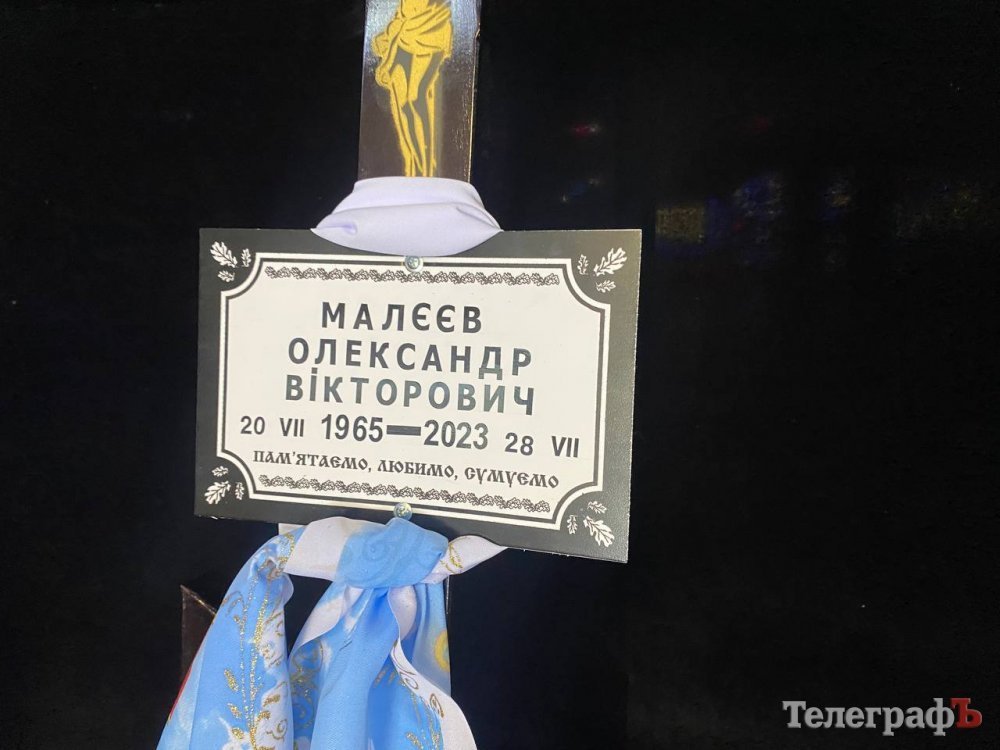 МАЛЄЄВ
ОЛЕКСАНДР
ВІКТОРОВИЧ
20 VII 1965—2023 28 VII
ПАМ'ЯТАЄМО, ЛЮБИМО, СУМУЄМО
ТелеграфЪ